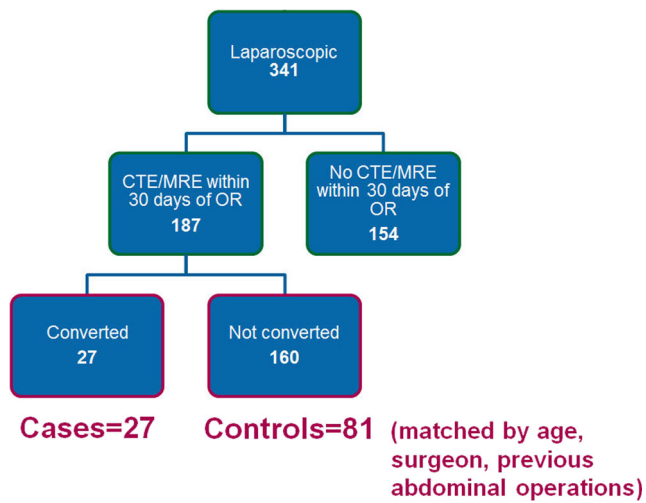 Laparoscopic
341
CTE/MRE within
30 days of OR
187
No CTE/MRE
within 30 days of
OR
154
Converted
27
Not converted
160
Cases=27
Controls=81
(matched by age,
surgeon, previous
abdominal operations)